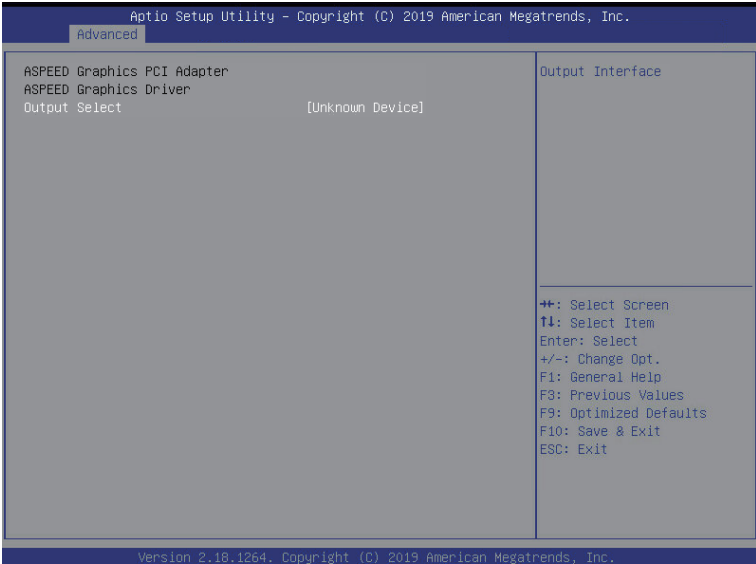 Aptio Setup Utility – Copyright (C) 2019 American Megatrends, Inc.
Advanced
ASPEED Graphics PCI Adapter
ASPEED Graphics Driver
Output Select [Unknown Device]
Output Interface
→←: Select Screen
↑↓: Select Item
Enter: Select
+/-: Change Opt.
F1: General Help
F3: Previous Values
F9: Optimized Defaults
F10: Save & Exit
ESC: Exit
Version 2.18.1264. Copyright (C) 2019 American Megatrends, Inc.